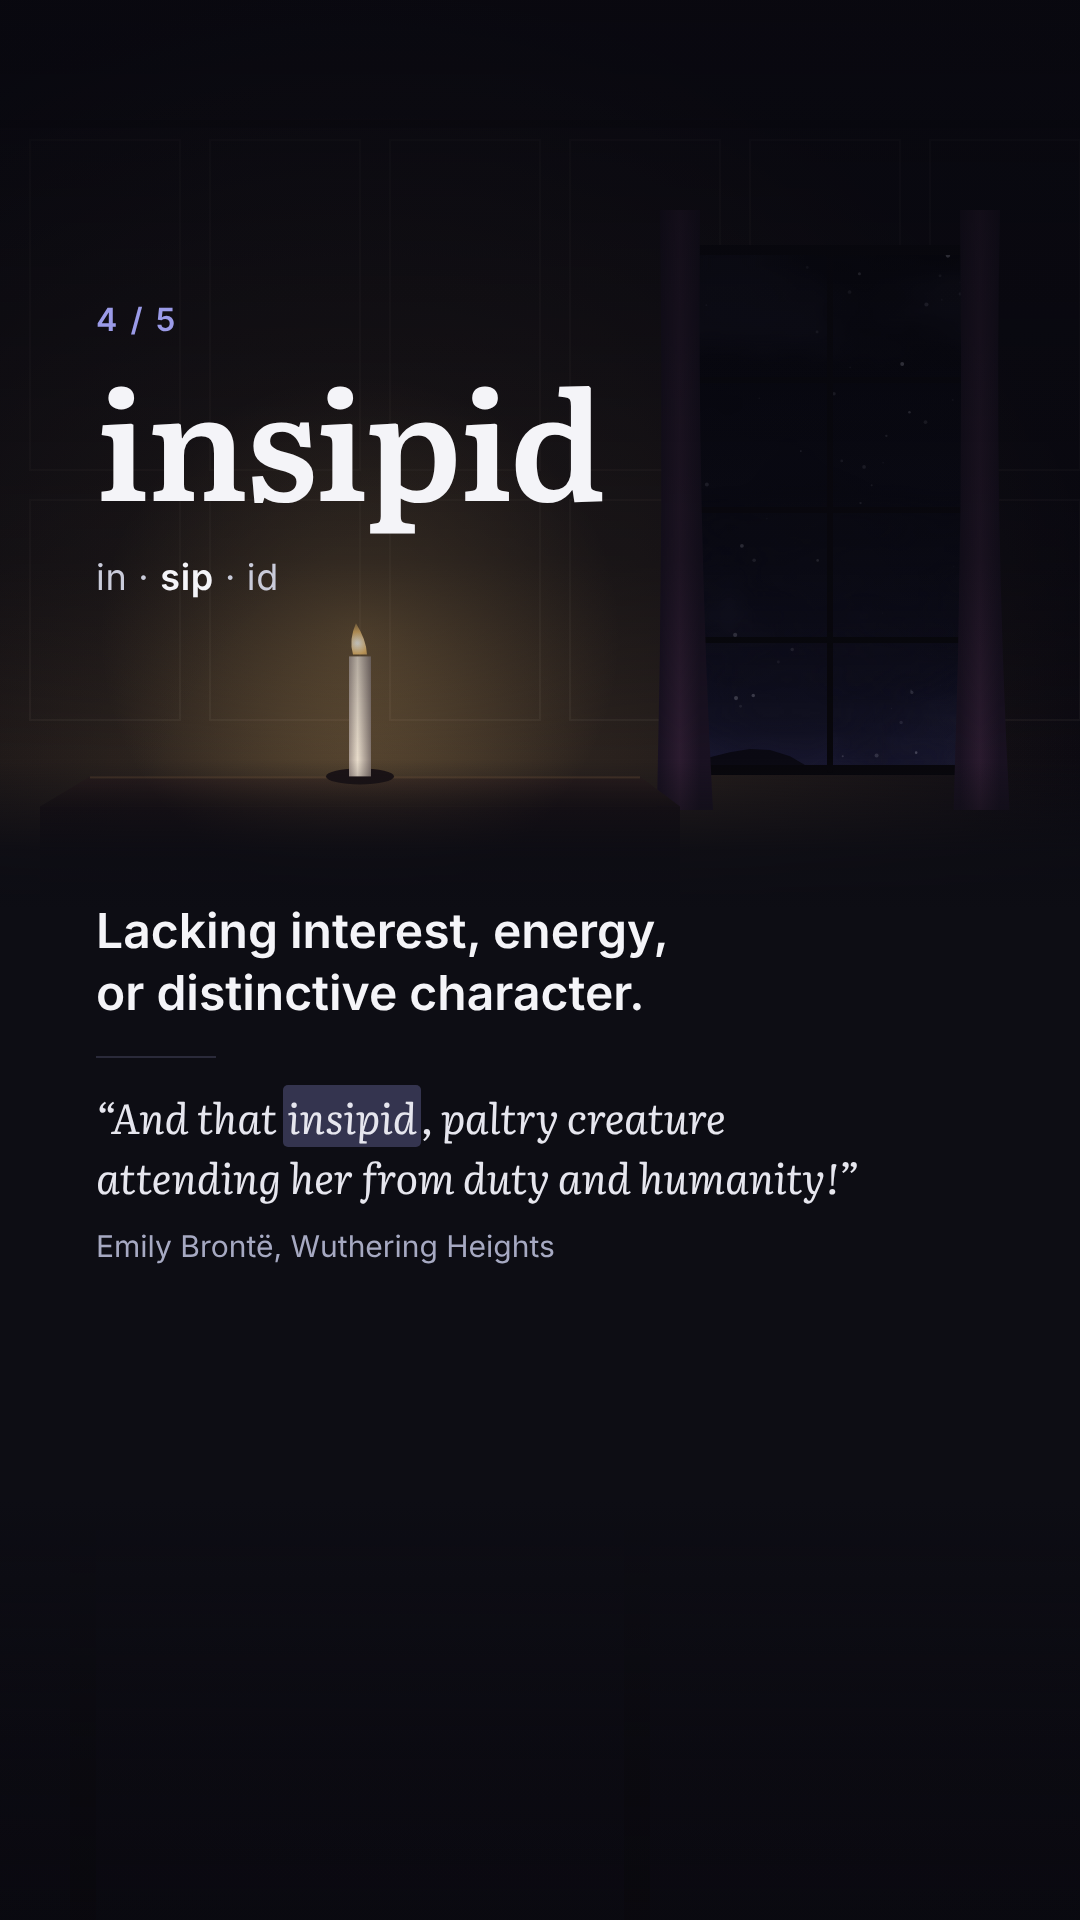 4 / 5
insipid
in · sip · id
Lacking interest, energy,
or distinctive character.
“And that insipid, paltry creature
attending her from duty and humanity!”
Emily Brontë, Wuthering Heights